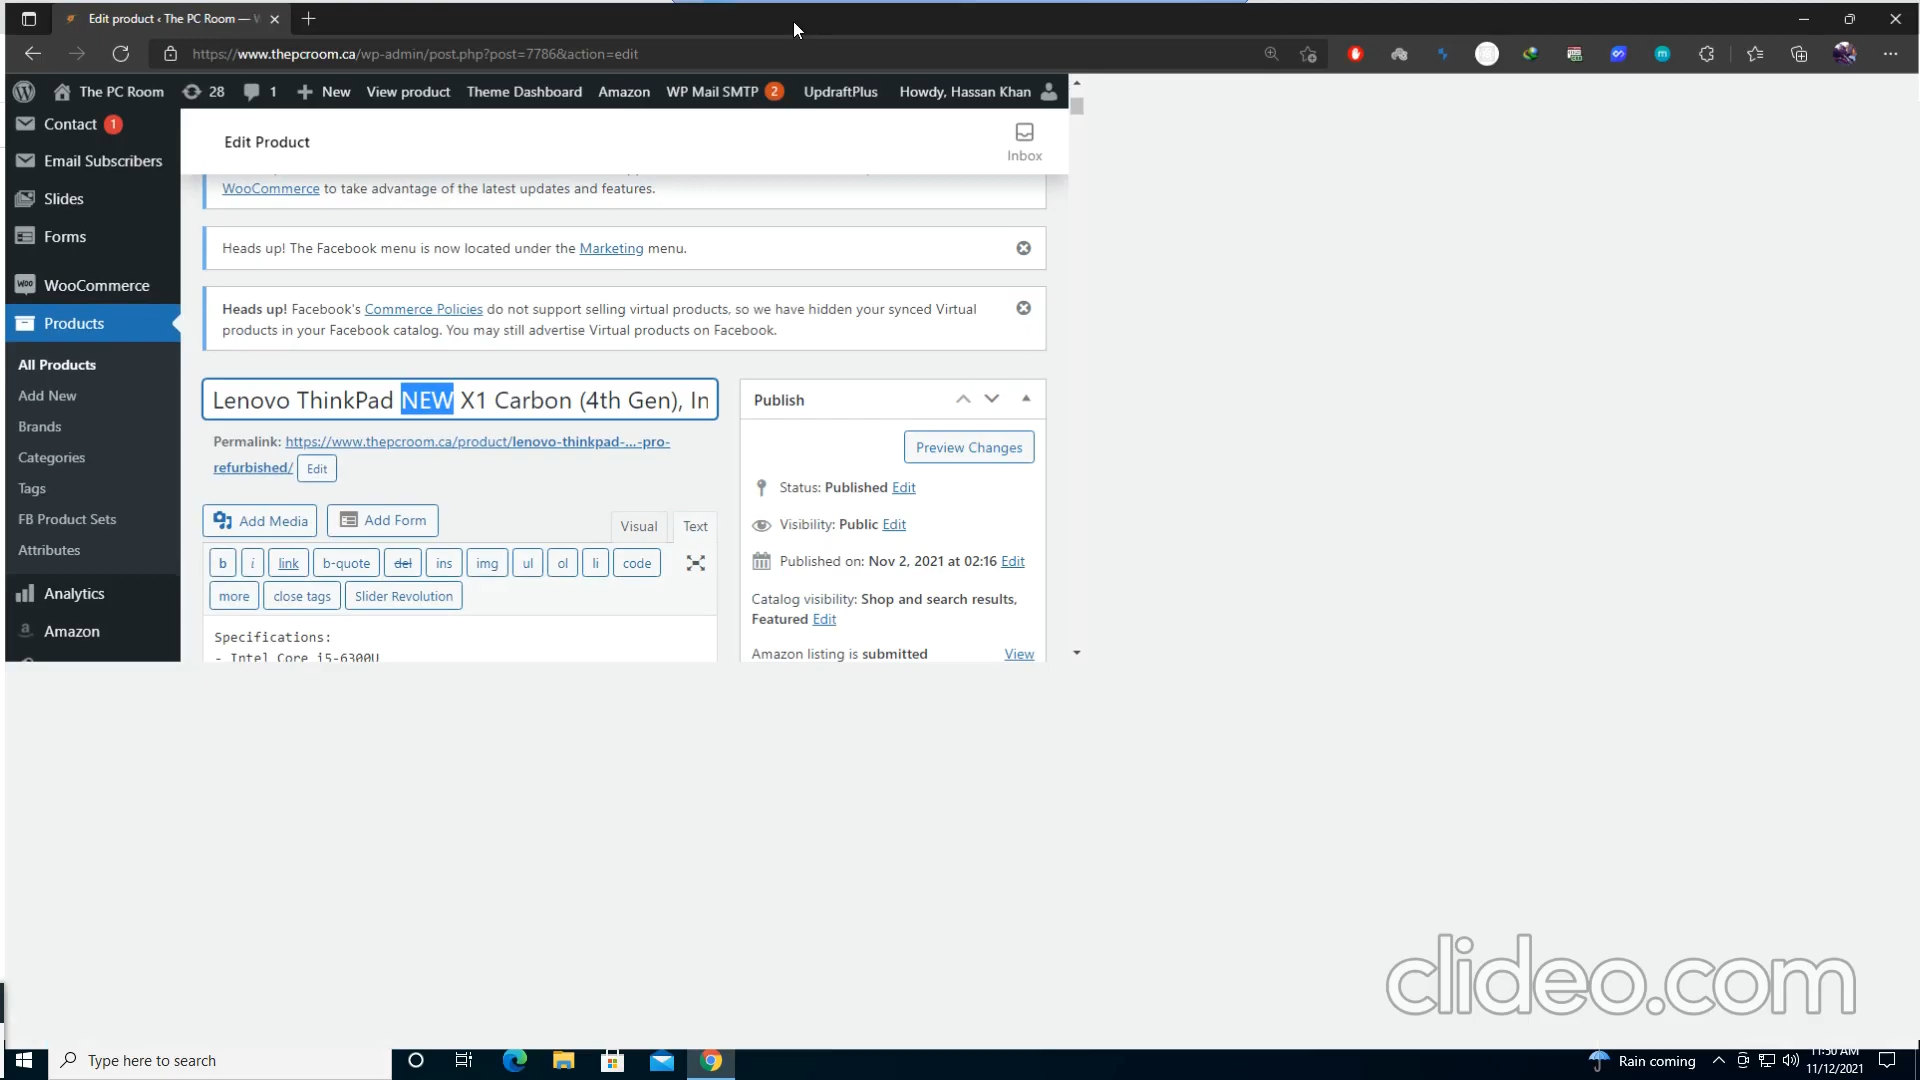 Edit product ‹ The PC Room — W
https://www.thepcroom.ca/wp-admin/post.php?post=7786&action=edit
The PC Room 28 1 New View product Theme Dashboard Amazon WP Mail SMTP 2 UpdraftPlus Howdy, Hassan Khan
Contact 1
Email Subscribers
Slides
Forms
WooCommerce
Products
All Products
Add New
Brands
Categories
Tags
FB Product Sets
Attributes
Analytics
Amazon
Edit Product
Inbox
WooCommerce to take advantage of the latest updates and features.
Heads up! The Facebook menu is now located under the Marketing menu.
Heads up! Facebook's Commerce Policies do not support selling virtual products, so we have hidden your synced Virtual
products in your Facebook catalog. You may still advertise Virtual products on Facebook.
Lenovo ThinkPad NEW X1 Carbon (4th Gen), In
Permalink: https://www.thepcroom.ca/product/lenovo-thinkpad-...-pro-
refurbished/ Edit
Add Media Add Form
Visual Text
b i link b-quote del ins img ul ol li code
more close tags Slider Revolution
Specifications:
- Intel Core i5-6300U
Publish
Preview Changes
Status: Published Edit
Visibility: Public Edit
Published on: Nov 2, 2021 at 02:16 Edit
Catalog visibility: Shop and search results,
Featured Edit
Amazon listing is submitted View
clideo.com
Type here to search
Rain coming
11:50 AM
11/12/2021